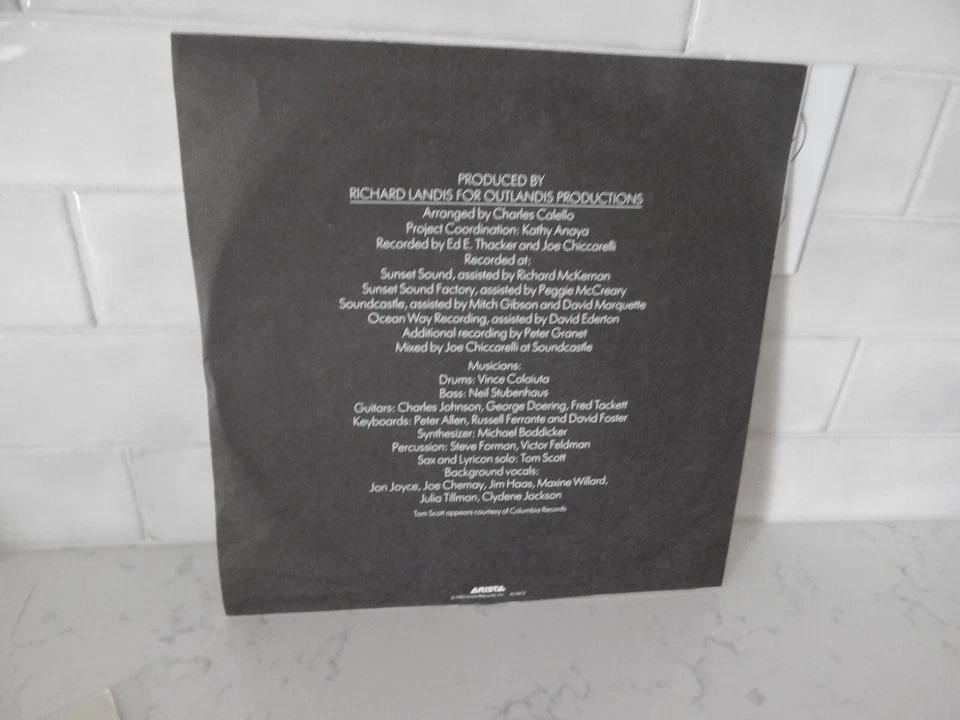 PRODUCED BY
RICHARD LANDIS FOR OUTLANDIS PRODUCTIONS
Arranged by Charles Calello
Project Coordination: Kathy Anaya
Recorded by Ed E. Thacker and Joe Chiccarelli
Recorded at:
Sunset Sound, assisted by Richard McKernan
Sunset Sound Factory, assisted by Peggie McCreary
Soundcastle, assisted by Mitch Gibson and David Marquette
Ocean Way Recording, assisted by David Ederton
Additional recording by Peter Granet
Mixed by Joe Chiccarelli at Soundcastle
Musicians:
Drums: Vince Colaiuta
Bass: Neil Stubenhaus
Guitars: Charles Johnson, George Doering, Fred Tackett
Keyboards: Peter Allen, Russell Ferrante and David Foster
Synthesizer: Michael Boddicker
Percussion: Steve Forman, Victor Feldman
Sax and Lyricon solo: Tom Scott
Background vocals:
Jon Joyce, Joe Chemay, Jim Haas, Maxine Willard,
Julia Tillman, Clydene Jackson
Tom Scott appears courtesy of Columbia Records
ARISTA
Arista Records, Inc.